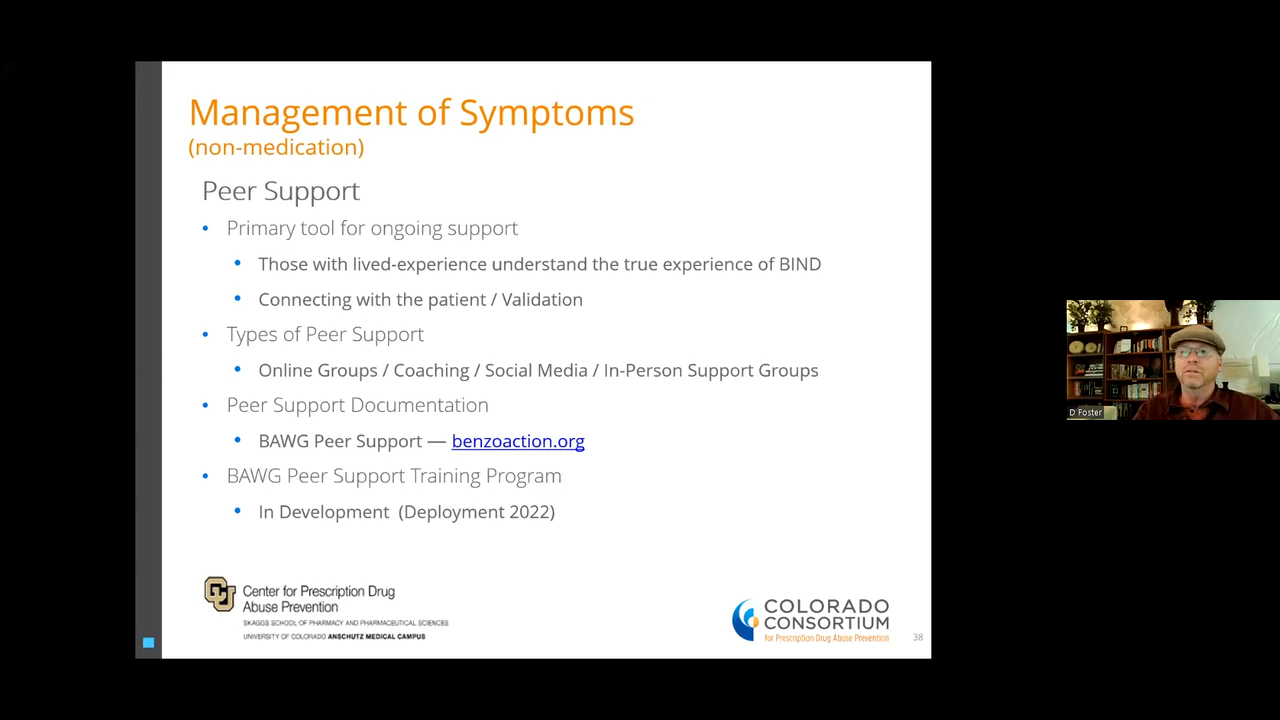 Management of Symptoms
(non-medication)
Peer Support
• Primary tool for ongoing support
• Those with lived-experience understand the true experience of BIND
• Connecting with the patient / Validation
• Types of Peer Support
• Online Groups / Coaching / Social Media / In-Person Support Groups
• Peer Support Documentation
• BAWG Peer Support — benzoaction.org
• BAWG Peer Support Training Program
• In Development (Deployment 2022)
CU
Center for Prescription Drug
Abuse Prevention
SKAGGS SCHOOL OF PHARMACY AND PHARMACEUTICAL SCIENCES
UNIVERSITY OF COLORADO ANSCHUTZ MEDICAL CAMPUS
COLORADO
CONSORTIUM
for Prescription Drug Abuse Prevention
38
D Foster